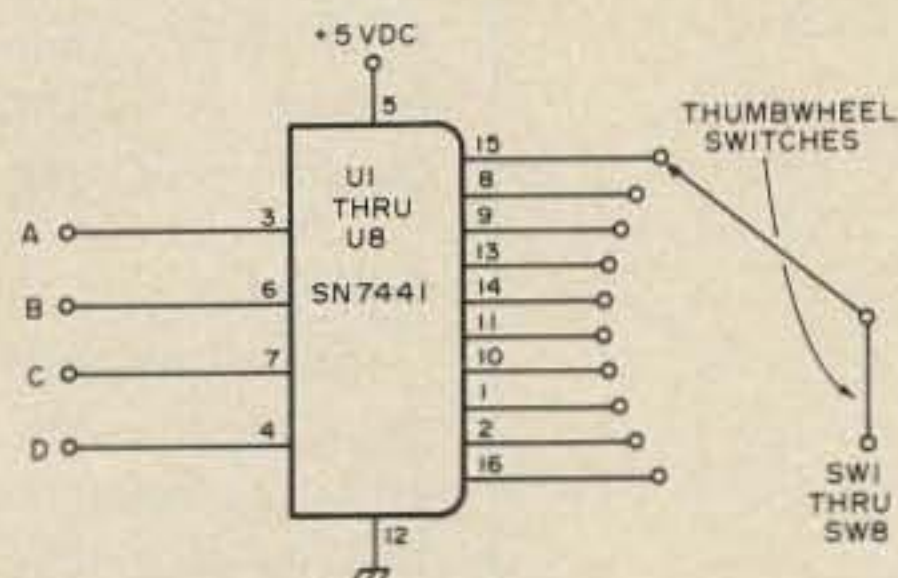 +5 VDC
5
THUMBWHEEL
SWITCHES
15
8
9
13
14
11
10
1
2
16
U1
THRU
U8
SN7441
A
3
B
6
C
7
D
4
12
SW1
THRU
SW8